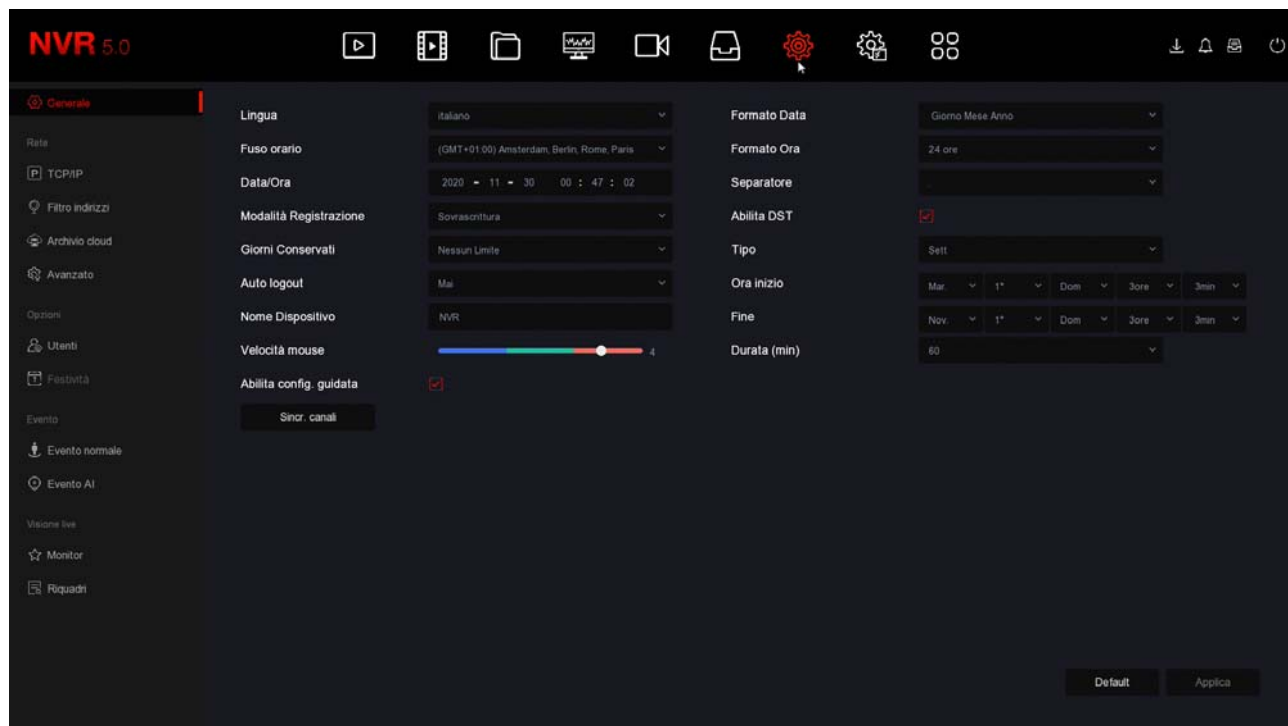 NVR 5.0
Generale
Rete
TCP/IP
Filtro indirizzi
Archivio cloud
Avanzato
Opzioni
Utenti
Festività
Evento
Evento normale
Evento AI
Visione live
Monitor
Riquadri
Lingua italiano
Fuso orario (GMT+01:00) Amsterdam, Berlin, Rome, Paris
Data/Ora 2020 - 11 - 30 00 : 47 : 02
Modalità Registrazione Sovrascrittura
Giorni Conservati Nessun Limite
Auto logout Mai
Nome Dispositivo NVR
Velocità mouse 4
Abilita config. guidata
Sincr. canali
Formato Data Giorno Mese Anno
Formato Ora 24 ore
Separatore
Abilita DST
Tipo Sett
Ora inizio Mar. 1° Dom 3ore 3min
Fine Nov. 1° Dom 3ore 3min
Durata (min) 60
Default Applica